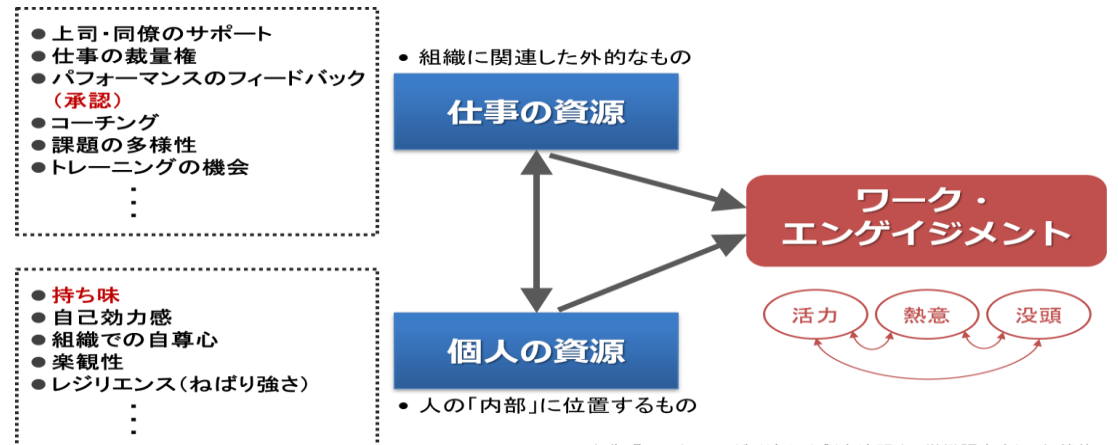 ● 上司・同僚のサポート
● 仕事の裁量権
● パフォーマンスのフィードバック
（承認）
● コーチング
● 課題の多様性
● トレーニングの機会
・
・
・
• 組織に関連した外的なもの
仕事の資源
ワーク・
エンゲイジメント
活力 熱意 没頭
● 持ち味
● 自己効力感
● 組織での自尊心
● 楽観性
● レジリエンス（ねばり強さ）
・
・
・
個人の資源
• 人の「内部」に位置するもの